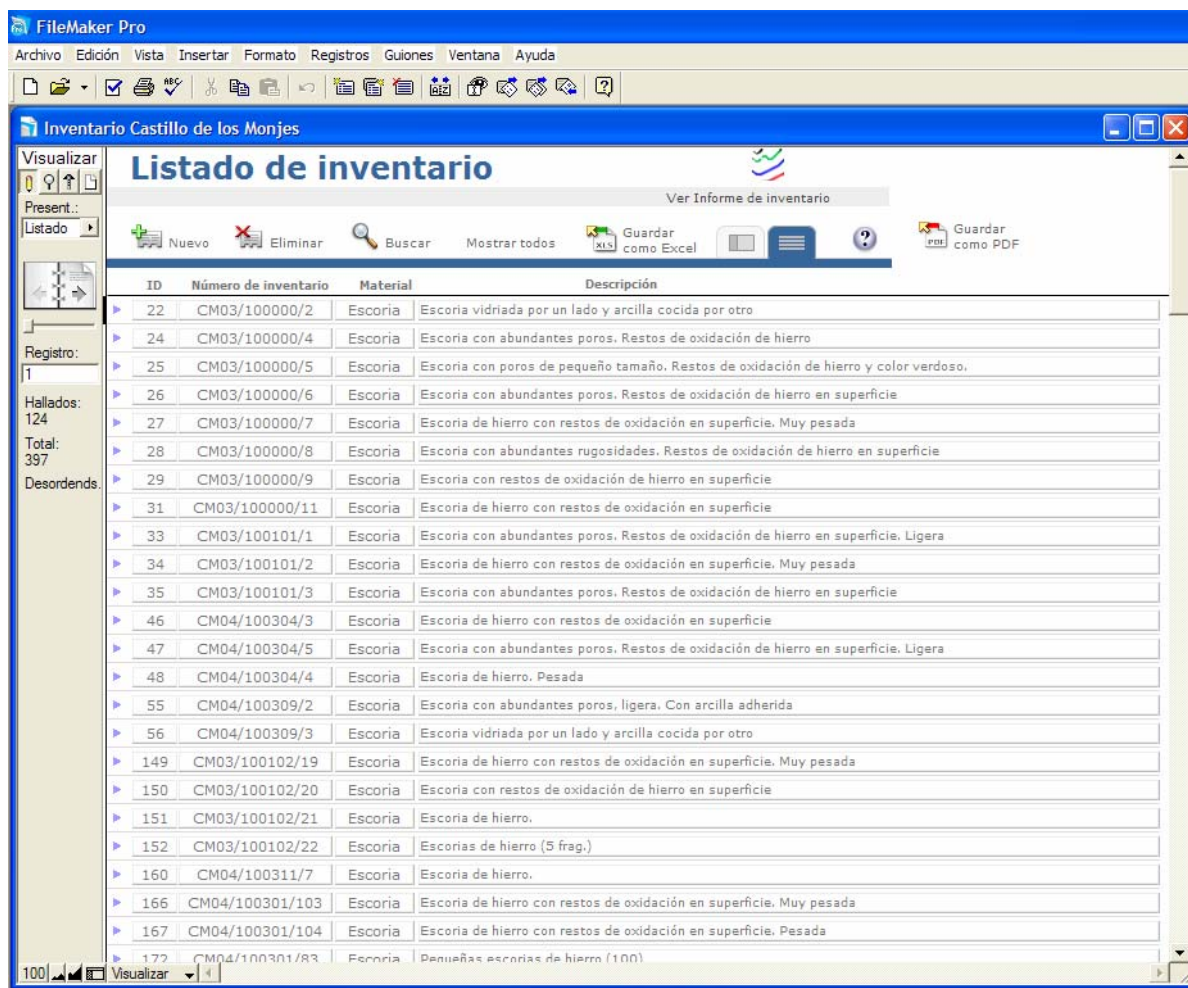 FileMaker Pro
Archivo Edición Vista Insertar Formato Registros Guiones Ventana Ayuda
Inventario Castillo de los Monjes
Visualizar
Present.:
Listado
Registro:
1
Hallados:
124
Total:
397
Desordends.
Listado de inventario
Ver Informe de inventario
Nuevo Eliminar Buscar Mostrar todos Guardar como Excel Guardar como PDF
ID Número de inventario Material Descripción
22 CM03/100000/2 Escoria Escoria vidriada por un lado y arcilla cocida por otro
24 CM03/100000/4 Escoria Escoria con abundantes poros. Restos de oxidación de hierro
25 CM03/100000/5 Escoria Escoria con poros de pequeño tamaño. Restos de oxidación de hierro y color verdoso.
26 CM03/100000/6 Escoria Escoria con abundantes poros. Restos de oxidación de hierro en superficie
27 CM03/100000/7 Escoria Escoria de hierro con restos de oxidación en superficie. Muy pesada
28 CM03/100000/8 Escoria Escoria con abundantes rugosidades. Restos de oxidación de hierro en superficie
29 CM03/100000/9 Escoria Escoria con restos de oxidación de hierro en superficie
31 CM03/100000/11 Escoria Escoria de hierro con restos de oxidación en superficie
33 CM03/100101/1 Escoria Escoria con abundantes poros. Restos de oxidación de hierro en superficie. Ligera
34 CM03/100101/2 Escoria Escoria de hierro con restos de oxidación en superficie. Muy pesada
35 CM03/100101/3 Escoria Escoria con abundantes poros. Restos de oxidación de hierro en superficie
46 CM04/100304/3 Escoria Escoria de hierro con restos de oxidación en superficie
47 CM04/100304/5 Escoria Escoria con abundantes poros. Restos de oxidación de hierro en superficie. Ligera
48 CM04/100304/4 Escoria Escoria de hierro. Pesada
55 CM04/100309/2 Escoria Escoria con abundantes poros, ligera. Con arcilla adherida
56 CM04/100309/3 Escoria Escoria vidriada por un lado y arcilla cocida por otro
149 CM03/100102/19 Escoria Escoria de hierro con restos de oxidación en superficie. Muy pesada
150 CM03/100102/20 Escoria Escoria con restos de oxidación de hierro en superficie
151 CM03/100102/21 Escoria Escoria de hierro.
152 CM03/100102/22 Escoria Escorias de hierro (5 frag.)
160 CM04/100311/7 Escoria Escoria de hierro.
166 CM04/100301/103 Escoria Escoria de hierro con restos de oxidación en superficie. Muy pesada
167 CM04/100301/104 Escoria Escoria de hierro con restos de oxidación en superficie. Pesada
172 CM04/100301/83 Escoria Pequeñas escorias de hierro (100)
100 Visualizar